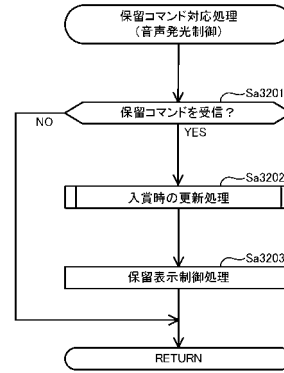 保留コマンド対応処理
（音声発光制御）
Sa3201
保留コマンドを受信？
NO
YES
Sa3202
入賞時の更新処理
Sa3203
保留表示制御処理
RETURN